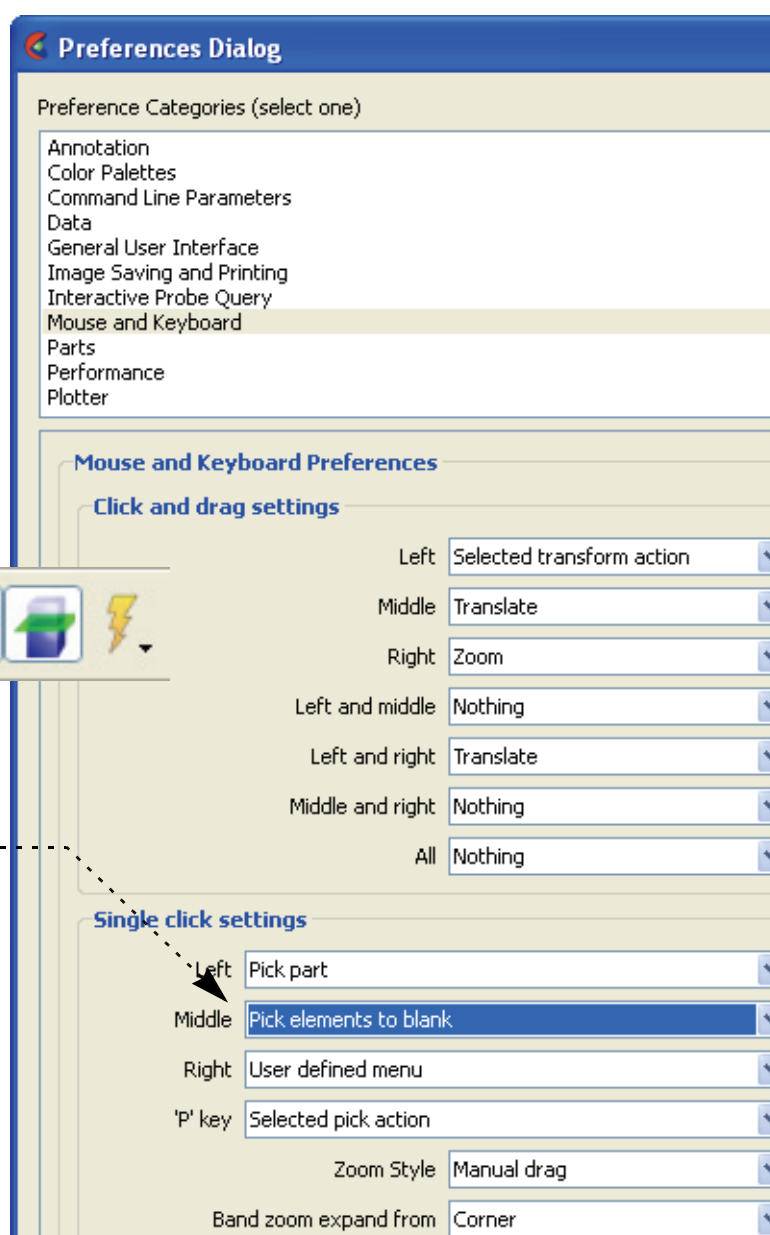 Preferences Dialog
Preference Categories (select one)
Annotation
Color Palettes
Command Line Parameters
Data
General User Interface
Image Saving and Printing
Interactive Probe Query
Mouse and Keyboard
Parts
Performance
Plotter
Mouse and Keyboard Preferences
Click and drag settings
Left Selected transform action
Middle Translate
Right Zoom
Left and middle Nothing
Left and right Translate
Middle and right Nothing
All Nothing
Single click settings
Left Pick part
Middle Pick elements to blank
Right User defined menu
'P' key Selected pick action
Zoom Style Manual drag
Band zoom expand from Corner